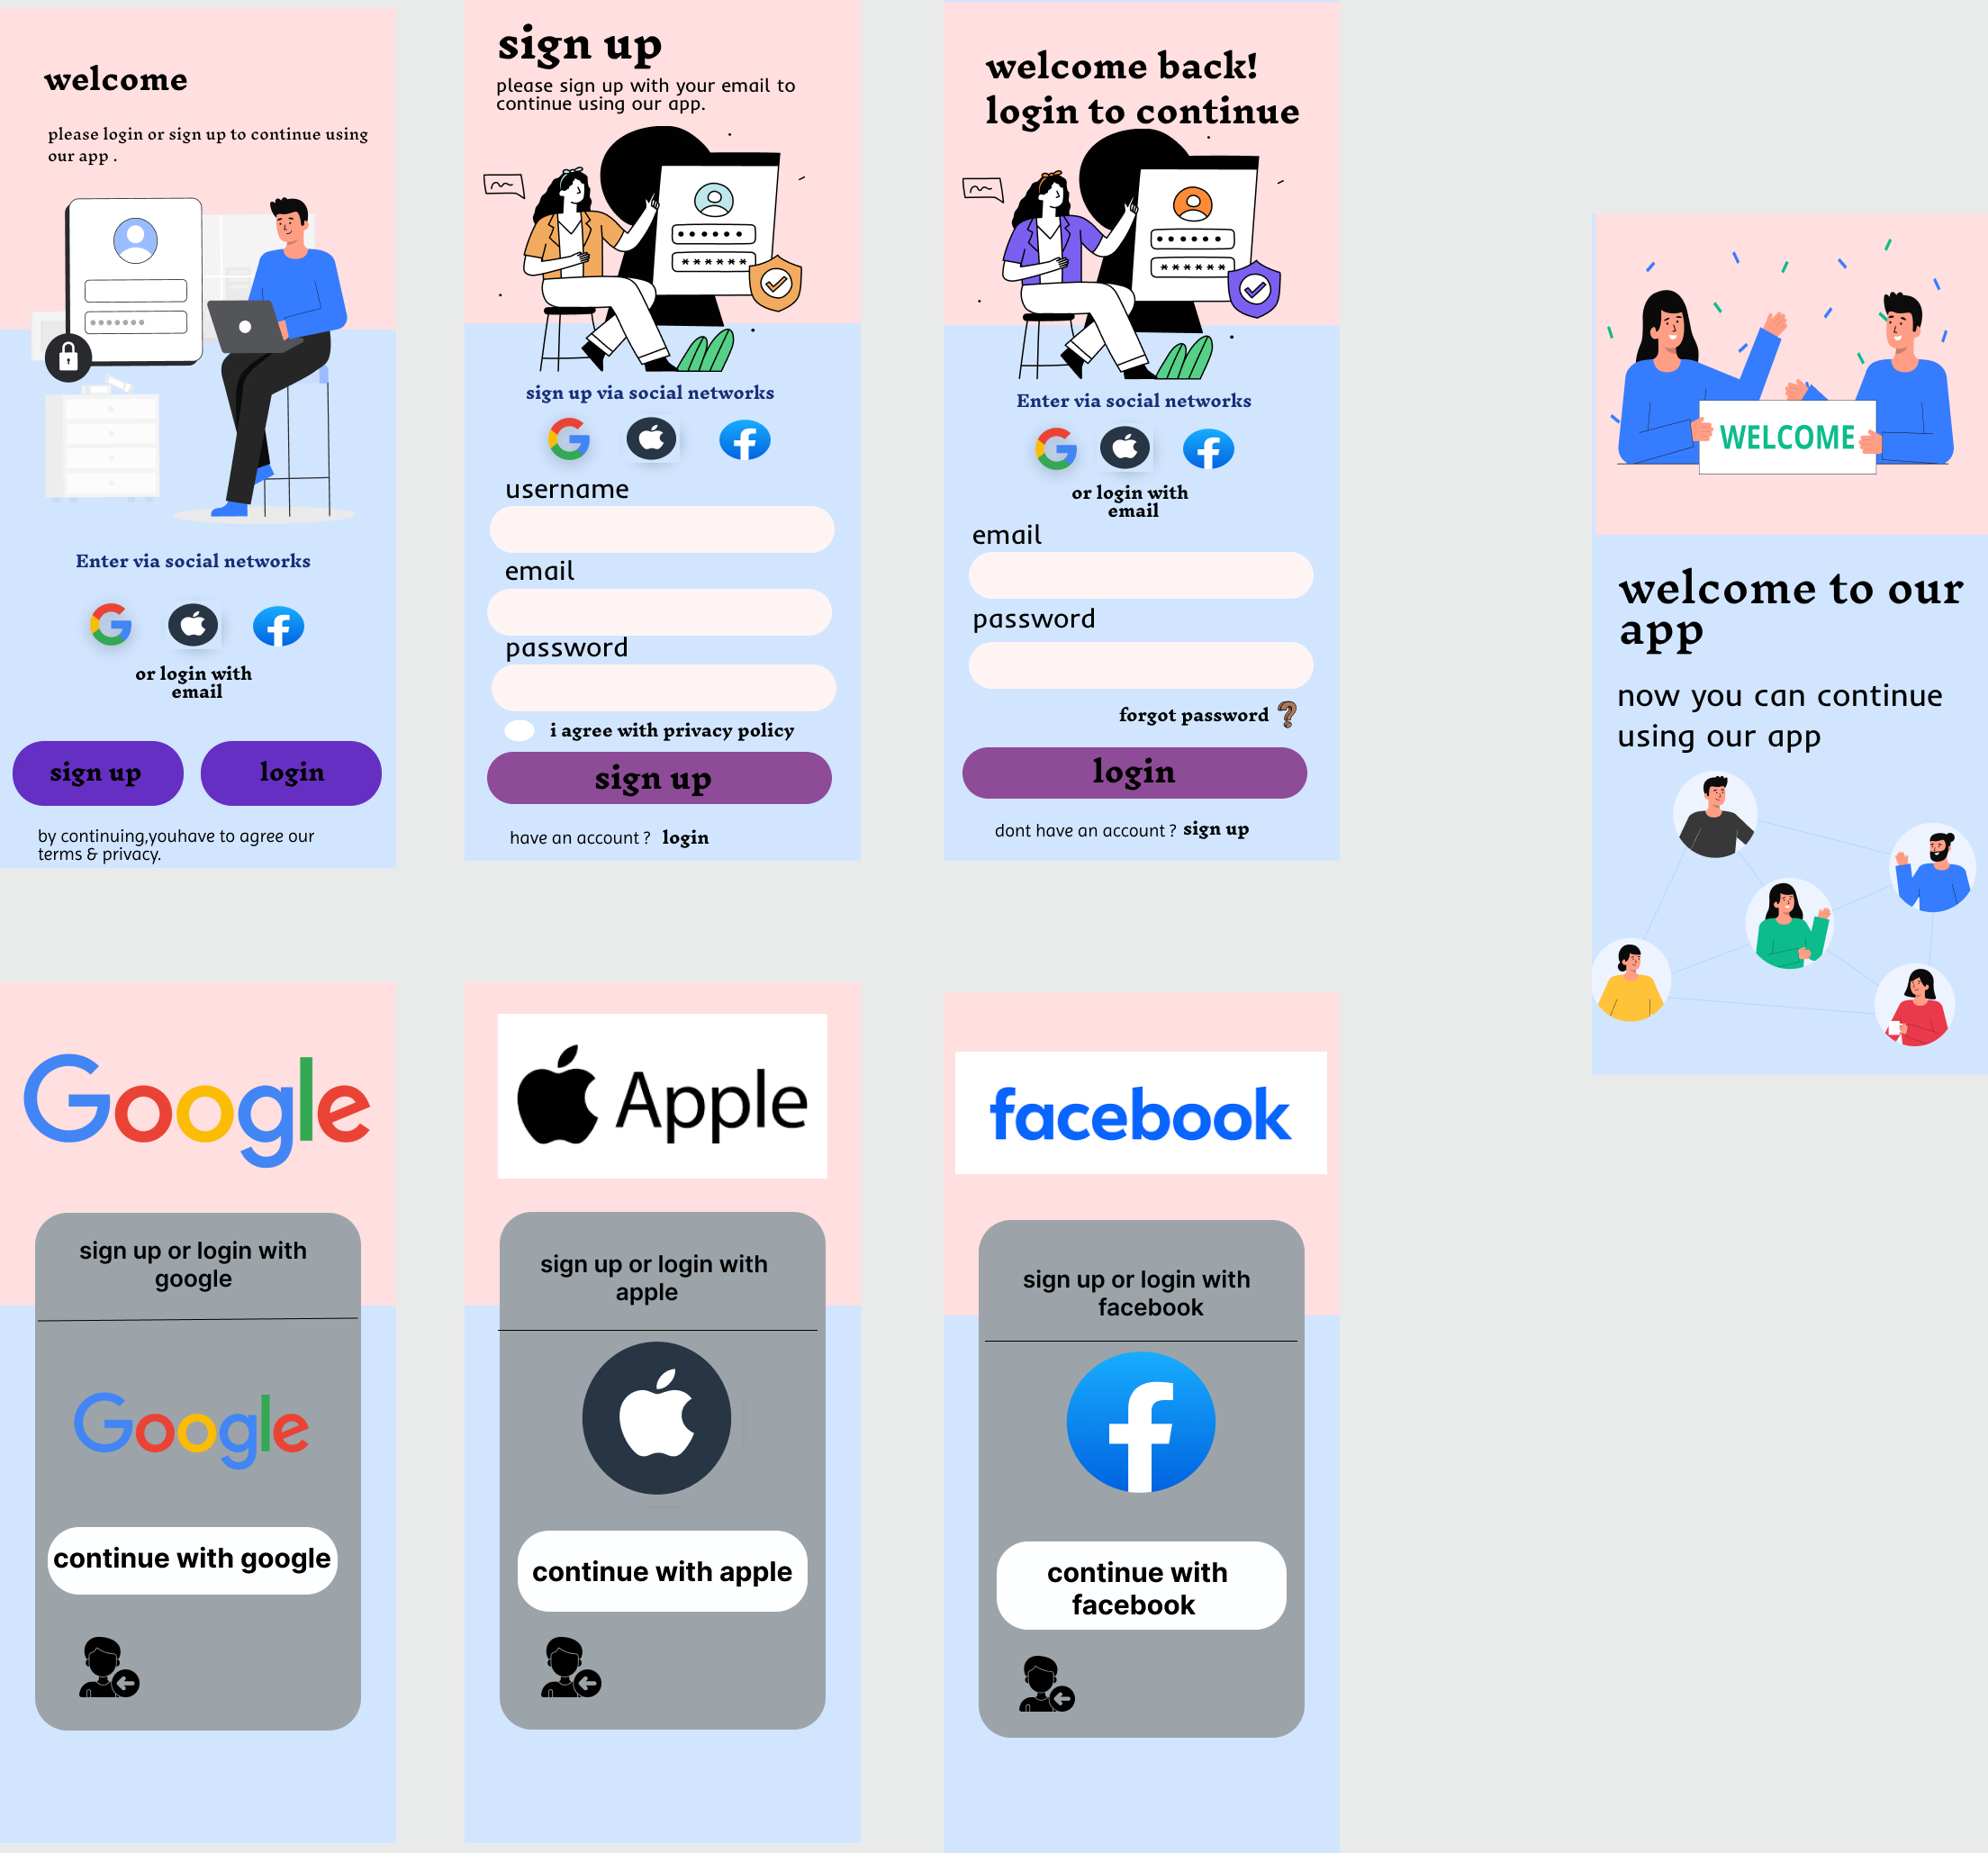 welcome
please login or sign up to continue using
our app .
Enter via social networks
or login with
email
sign up
login
by continuing,youhave to agree our
terms & privacy.
sign up
please sign up with your email to
continue using our app.
sign up via social networks
username
email
password
i agree with privacy policy
sign up
have an account ? login
welcome back!
login to continue
Enter via social networks
or login with
email
email
password
forgot password ?
login
dont have an account ? sign up
WELCOME
welcome to our
app
now you can continue
using our app
Google
sign up or login with
google
Google
continue with google
Apple
sign up or login with
apple
continue with apple
facebook
sign up or login with
facebook
continue with
facebook